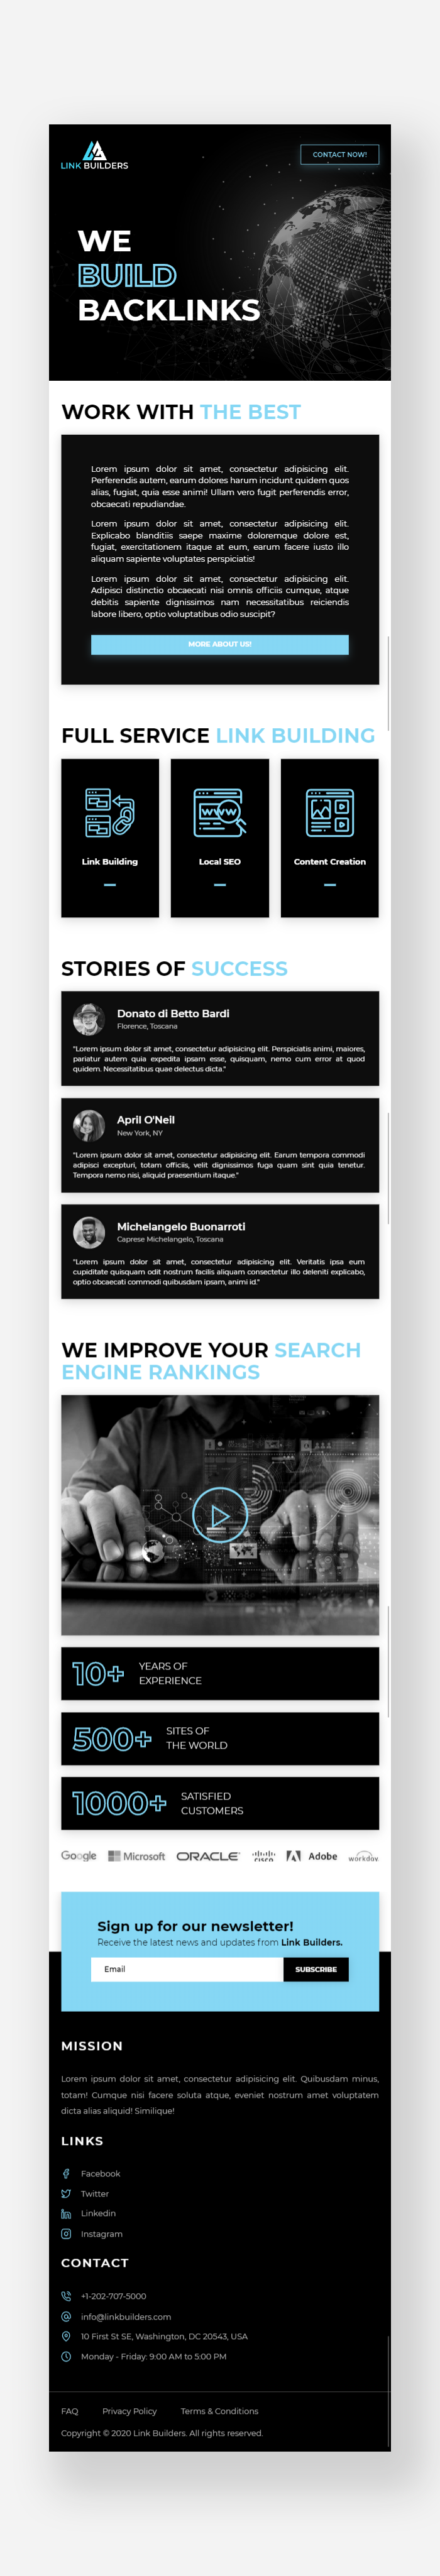 LINK BUILDERS
CONTACT NOW!
WE
BUILD
BACKLINKS
WORK WITH THE BEST
Lorem ipsum dolor sit amet, consectetur adipisicing elit.
Perferendis autem, earum dolores harum incidunt quidem quos
alias, fugiat, quia esse animi! Ullam vero fugit perferendis error,
obcaecati repudiandae.
Lorem ipsum dolor sit amet, consectetur adipisicing elit.
Explicabo blanditiis saepe maxime doloremque dolore est,
fugiat, exercitationem itaque at eum, earum facere iusto illo
aliquam sapiente voluptates perspiciatis!
Lorem ipsum dolor sit amet, consectetur adipisicing elit.
Adipisci distinctio obcaecati nisi omnis officiis cumque, atque
debitis sapiente dignissimos nam necessitatibus reiciendis
labore libero, optio voluptatibus odio suscipit?
MORE ABOUT US!
FULL SERVICE LINK BUILDING
WWW
Link Building
Local SEO
Content Creation
STORIES OF SUCCESS
Donato di Betto Bardi
Florence, Toscana
"Lorem ipsum dolor sit amet, consectetur adipisicing elit. Perspiciatis animi, maiores,
pariatur autem quia expedita ipsam esse, quisquam, nemo cum error at quod
quidem. Necessitatibus quae delectus dicta."
April O'Neil
New York, NY
"Lorem ipsum dolor sit amet, consectetur adipisicing elit. Earum tempora commodi
adipisci excepturi, totam officiis, velit dignissimos fuga quam sint quia tenetur.
Tempora nemo nisi, aliquid praesentium itaque."
Michelangelo Buonarroti
Caprese Michelangelo, Toscana
"Lorem ipsum dolor sit amet, consectetur adipisicing elit. Veritatis ipsa eum
cupiditate quisquam odit nostrum facilis aliquam consectetur illo deleniti explicabo,
optio obcaecati commodi quibusdam ipsam, animi id."
WE IMPROVE YOUR SEARCH
ENGINE RANKINGS
10+
YEARS OF
EXPERIENCE
500+
SITES OF
THE WORLD
1000+
SATISFIED
CUSTOMERS
Google Microsoft ORACLE cisco Adobe workday
Sign up for our newsletter!
Receive the latest news and updates from Link Builders.
Email
SUBSCRIBE
MISSION
Lorem ipsum dolor sit amet, consectetur adipisicing elit. Quibusdam minus,
totam! Cumque nisi facere soluta atque, eveniet nostrum amet voluptatem
dicta alias aliquid! Similique!
LINKS
Facebook
Twitter
Linkedin
Instagram
CONTACT
+1-202-707-5000
info@linkbuilders.com
10 First St SE, Washington, DC 20543, USA
Monday - Friday: 9:00 AM to 5:00 PM
FAQ Privacy Policy Terms & Conditions
Copyright © 2020 Link Builders. All rights reserved.